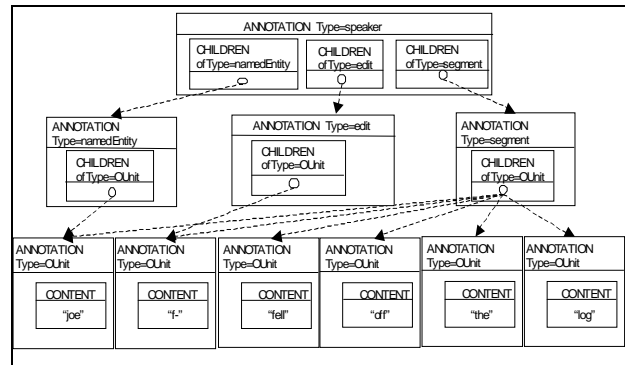 ANNOTATION Type=speaker
CHILDREN
ofType=namedEntity
CHILDREN
ofType=edit
CHILDREN
ofType=segment
ANNOTATION
Type=namedEntity
CHILDREN
ofType=OUnit
ANNOTATION Type=edit
CHILDREN
ofType=OUnit
ANNOTATION
Type=segment
CHILDREN
ofType=OUnit
ANNOTATION
Type=OUnit
CONTENT
"joe"
ANNOTATION
Type=OUnit
CONTENT
"f-"
ANNOTATION
Type=OUnit
CONTENT
"fell"
ANNOTATION
Type=OUnit
CONTENT
"off"
ANNOTATION
Type=OUnit
CONTENT
"the"
ANNOTATION
Type=OUnit
CONTENT
"log"